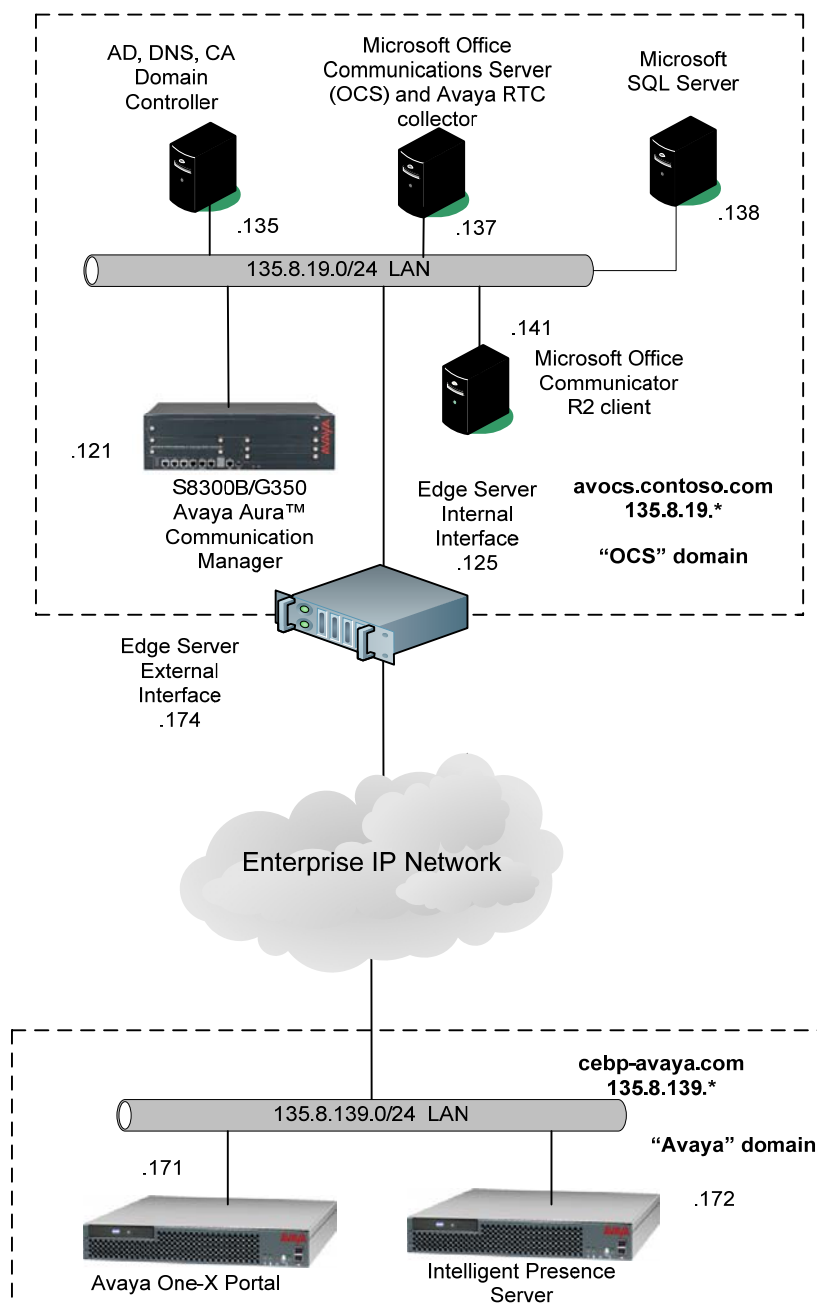 AD, DNS, CA
Domain
Controller
Microsoft Office
Communications Server
(OCS) and Avaya RTC
collector
Microsoft
SQL Server
.135
.137
.138
135.8.19.0/24 LAN
.141
Microsoft Office
Communicator
R2 client
.121
AVAYA
S8300B/G350
Avaya Aura™
Communication
Manager
Edge Server
Internal
Interface
.125
avocs.contoso.com
135.8.19.*
“OCS” domain
Edge Server
External
Interface
.174
Enterprise IP Network
cebp-avaya.com
135.8.139.*
135.8.139.0/24 LAN
“Avaya” domain
.171
.172
AVAYA
AVAYA
Avaya One-X Portal
Intelligent Presence
Server